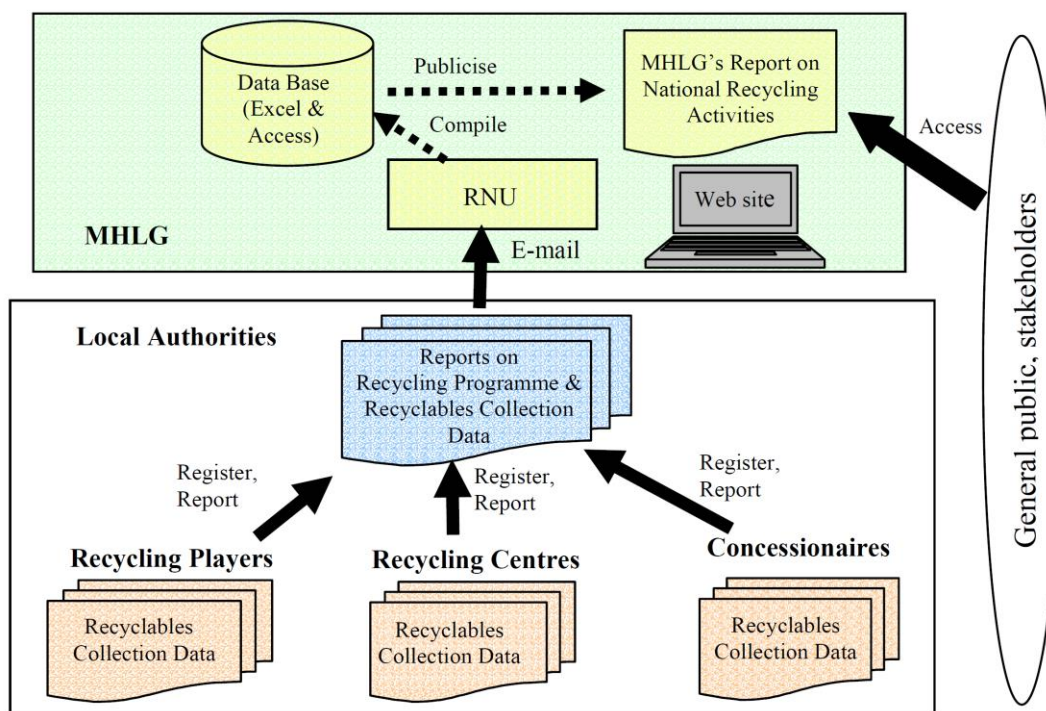 Data Base
(Excel &
Access)
Publicise
Compile
MHLG's Report on
National Recycling
Activities
Access
RNU
Web site
MHLG
E-mail
General public, stakeholders
Local Authorities
Reports on
Recycling Programme &
Recyclables Collection
Data
Register,
Report
Register,
Report
Register,
Report
Recycling Players
Recycling Centres
Concessionaires
Recyclables
Collection Data
Recyclables
Collection Data
Recyclables
Collection Data